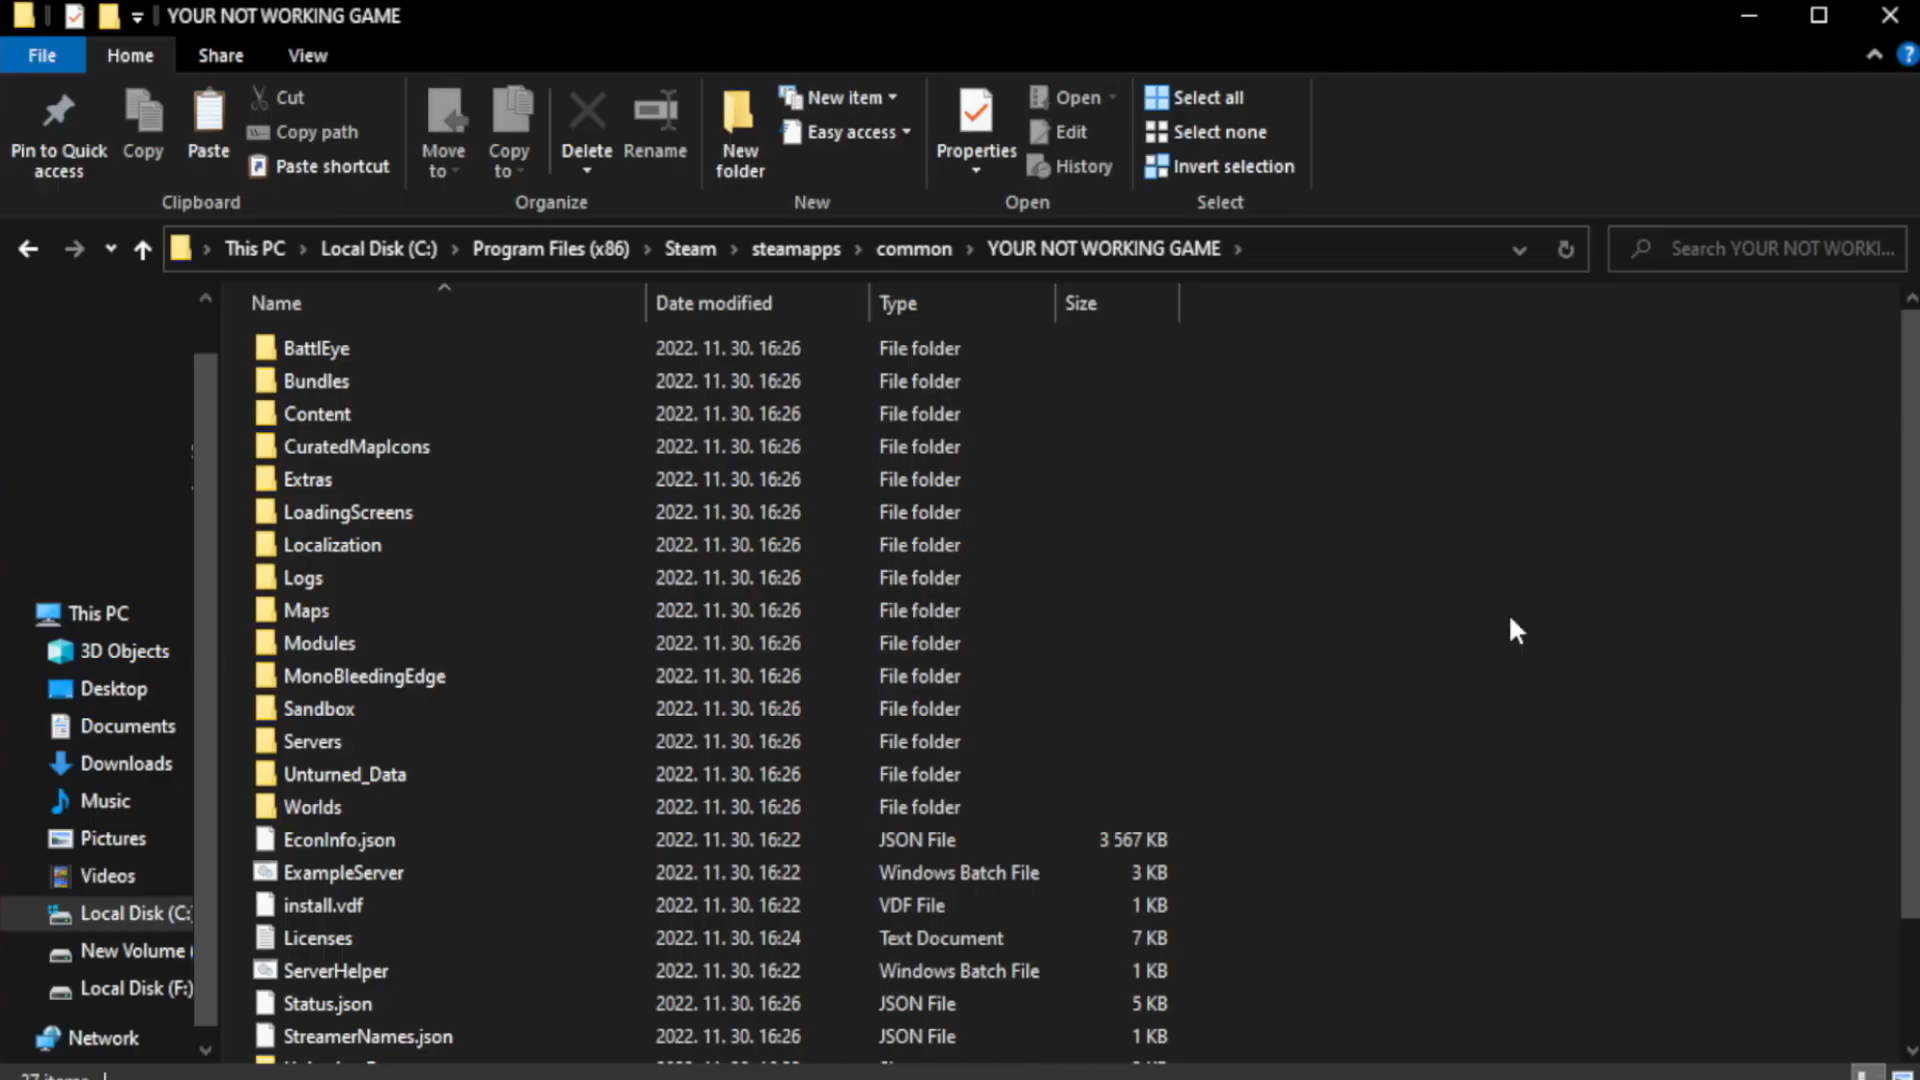 YOUR NOT WORKING GAME
File Home Share View
Pin to Quick access
Copy
Paste
Cut
Copy path
Paste shortcut
Clipboard
Move to
Copy to
Delete
Rename
Organize
New folder
New item
Easy access
New
Properties
Open
Edit
History
Open
Select all
Select none
Invert selection
Select
This PC Local Disk (C:) Program Files (x86) Steam steamapps common YOUR NOT WORKING GAME
Search YOUR NOT WORKI...
This PC
3D Objects
Desktop
Documents
Downloads
Music
Pictures
Videos
Local Disk (C:)
New Volume (
Local Disk (F:)
Network
Name Date modified Type Size
BattlEye 2022. 11. 30. 16:26 File folder
Bundles 2022. 11. 30. 16:26 File folder
Content 2022. 11. 30. 16:26 File folder
CuratedMapIcons 2022. 11. 30. 16:26 File folder
Extras 2022. 11. 30. 16:26 File folder
LoadingScreens 2022. 11. 30. 16:26 File folder
Localization 2022. 11. 30. 16:26 File folder
Logs 2022. 11. 30. 16:26 File folder
Maps 2022. 11. 30. 16:26 File folder
Modules 2022. 11. 30. 16:26 File folder
MonoBleedingEdge 2022. 11. 30. 16:26 File folder
Sandbox 2022. 11. 30. 16:26 File folder
Servers 2022. 11. 30. 16:26 File folder
Unturned_Data 2022. 11. 30. 16:26 File folder
Worlds 2022. 11. 30. 16:26 File folder
EconInfo.json 2022. 11. 30. 16:22 JSON File 3 567 KB
ExampleServer 2022. 11. 30. 16:22 Windows Batch File 3 KB
install.vdf 2022. 11. 30. 16:22 VDF File 1 KB
Licenses 2022. 11. 30. 16:24 Text Document 7 KB
ServerHelper 2022. 11. 30. 16:22 Windows Batch File 1 KB
Status.json 2022. 11. 30. 16:26 JSON File 5 KB
StreamerNames.json 2022. 11. 30. 16:26 JSON File 1 KB